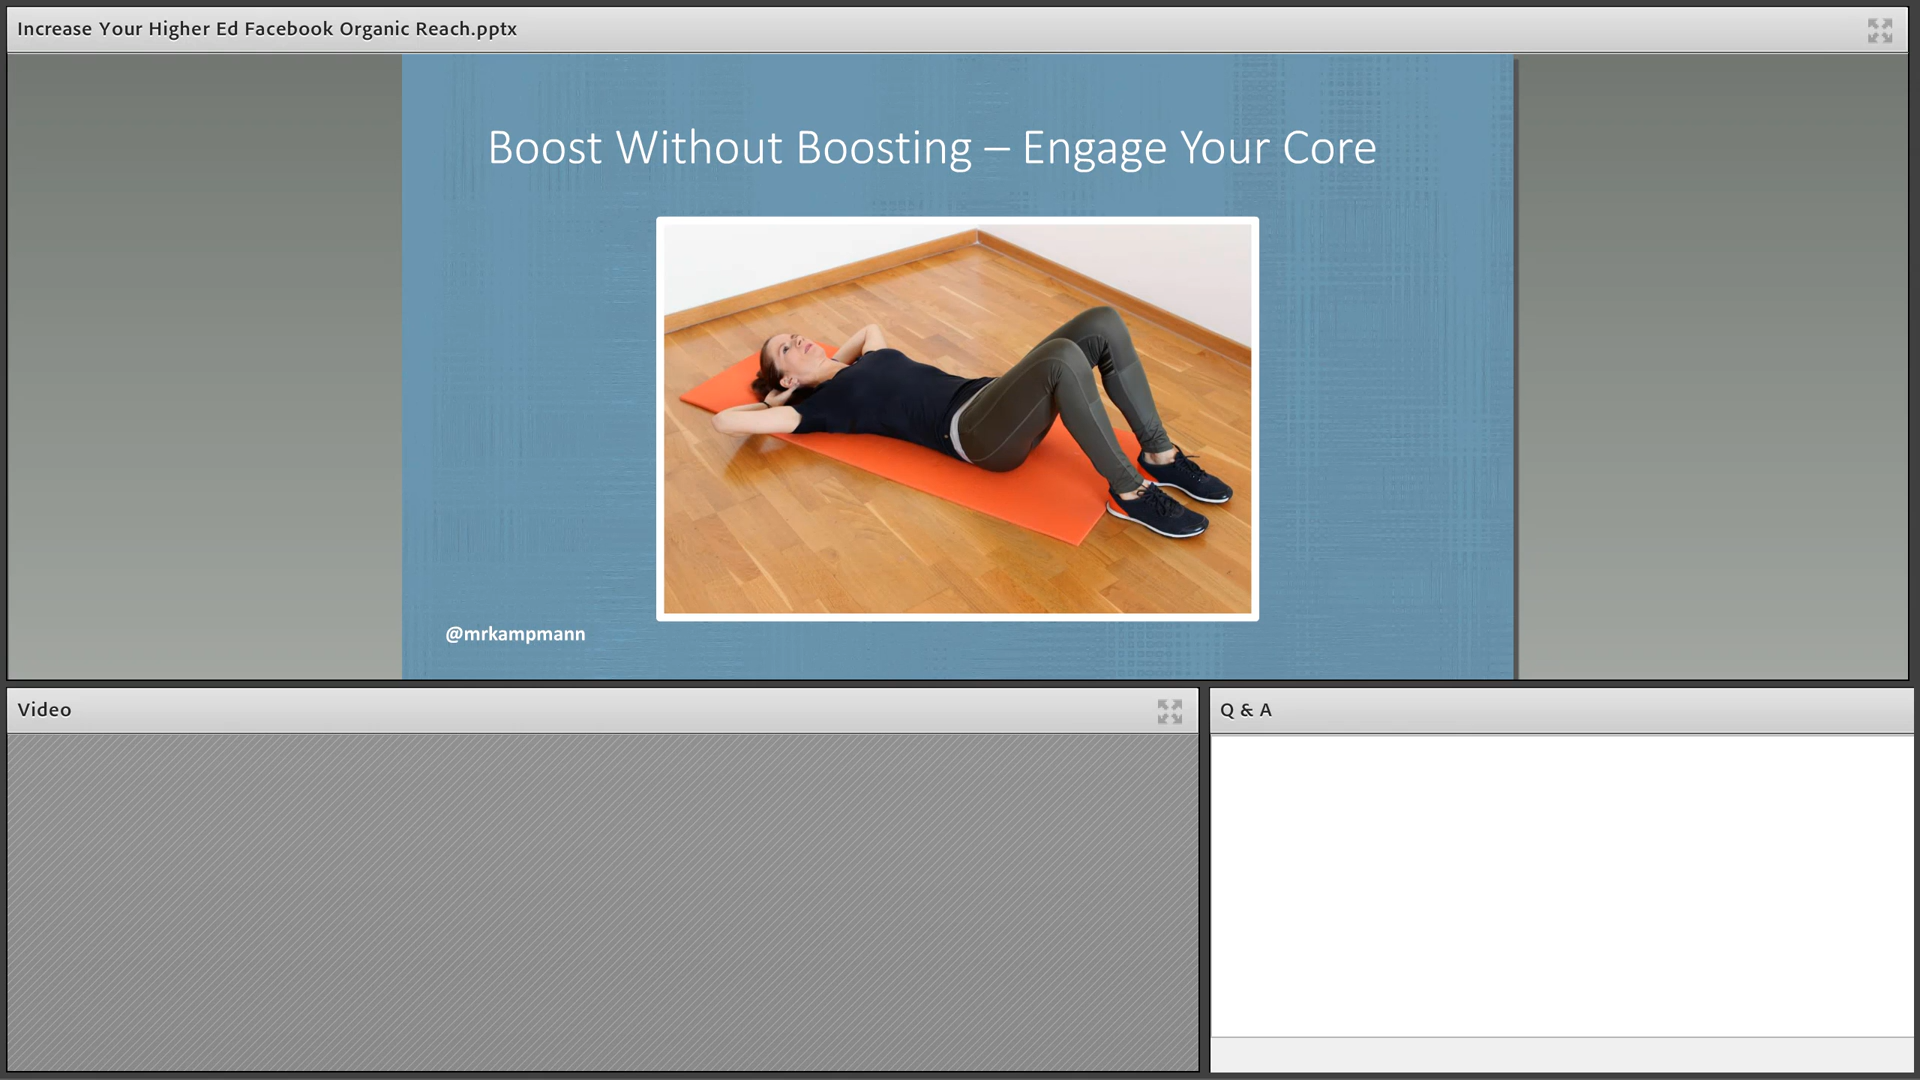 Increase Your Higher Ed Facebook Organic Reach.pptx
Boost Without Boosting – Engage Your Core
@mrkampmann
Video
Q & A